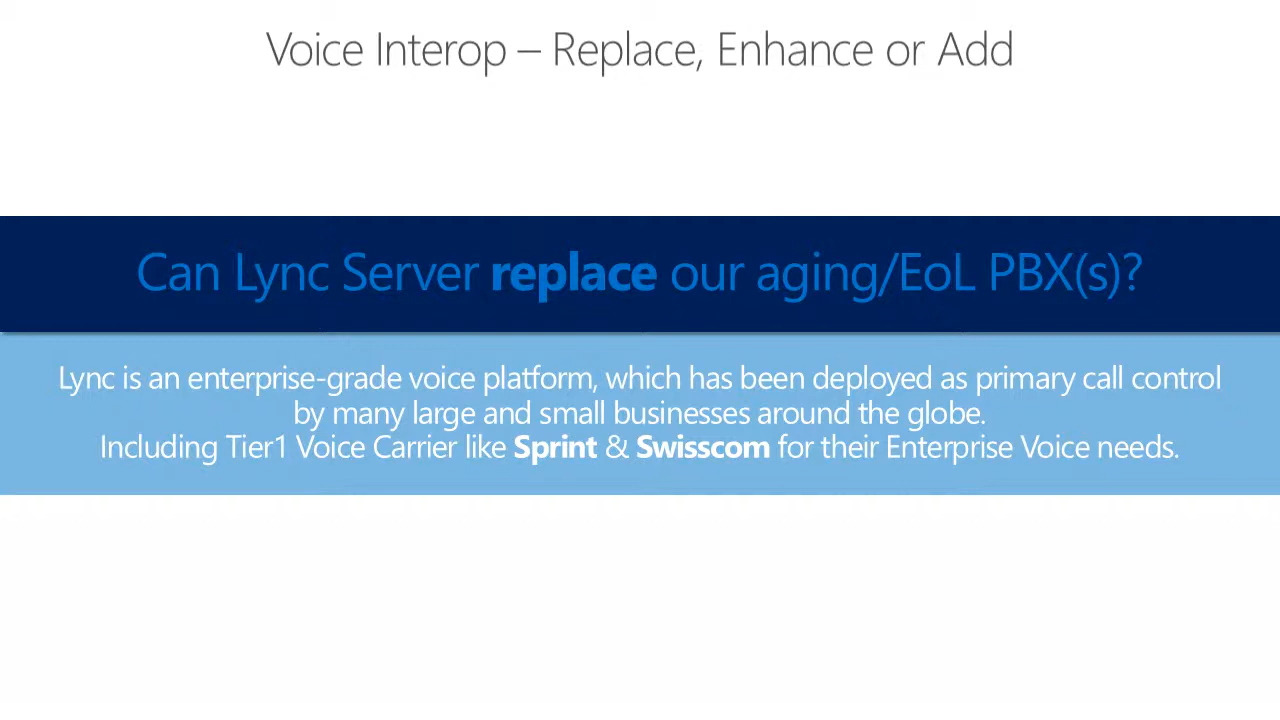 Voice Interop – Replace, Enhance or Add
Can Lync Server replace our aging/EoL PBX(s)?
Lync is an enterprise-grade voice platform, which has been deployed as primary call control
by many large and small businesses around the globe.
Including Tier1 Voice Carrier like Sprint & Swisscom for their Enterprise Voice needs.